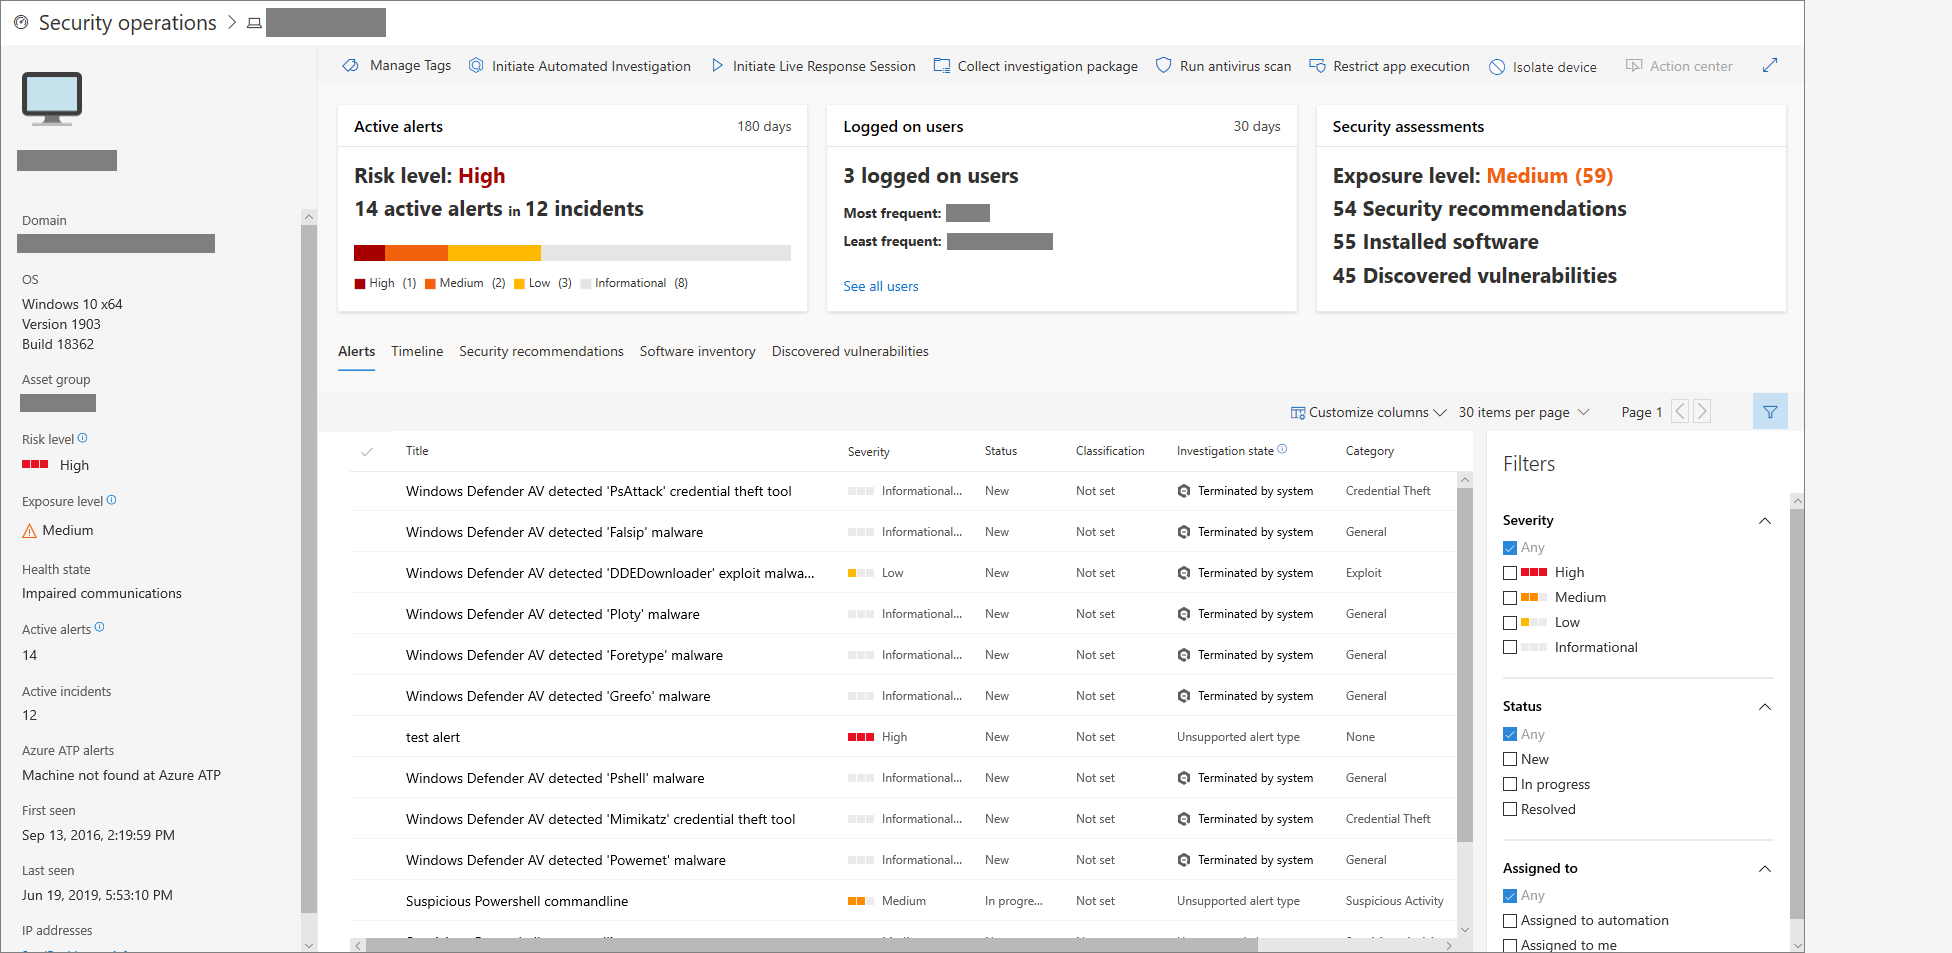 Security operations
Manage Tags
Initiate Automated Investigation
Initiate Live Response Session
Collect investigation package
Run antivirus scan
Restrict app execution
Isolate device
Action center
Domain
OS
Windows 10 x64
Version 1903
Build 18362
Asset group
Risk level
High
Exposure level
Medium
Health state
Impaired communications
Active alerts
14
Active incidents
12
Azure ATP alerts
Machine not found at Azure ATP
First seen
Sep 13, 2016, 2:19:59 PM
Last seen
Jun 19, 2019, 5:53:10 PM
IP addresses
Active alerts 180 days
Risk level: High
14 active alerts in 12 incidents
High (1) Medium (2) Low (3) Informational (8)
Logged on users 30 days
3 logged on users
Most frequent:
Least frequent:
See all users
Security assessments
Exposure level: Medium (59)
54 Security recommendations
55 Installed software
45 Discovered vulnerabilities
Alerts Timeline Security recommendations Software inventory Discovered vulnerabilities
Customize columns 30 items per page Page 1
Title Severity Status Classification Investigation state Category
Windows Defender AV detected 'PsAttack' credential theft tool Informational... New Not set Terminated by system Credential Theft
Windows Defender AV detected 'Falsip' malware Informational... New Not set Terminated by system General
Windows Defender AV detected 'DDEDownloader' exploit malwa... Low New Not set Terminated by system Exploit
Windows Defender AV detected 'Ploty' malware Informational... New Not set Terminated by system General
Windows Defender AV detected 'Foretype' malware Informational... New Not set Terminated by system General
Windows Defender AV detected 'Greefo' malware Informational... New Not set Terminated by system General
test alert High New Not set Unsupported alert type None
Windows Defender AV detected 'Pshell' malware Informational... New Not set Terminated by system General
Windows Defender AV detected 'Mimikatz' credential theft tool Informational... New Not set Terminated by system Credential Theft
Windows Defender AV detected 'Powemet' malware Informational... New Not set Terminated by system General
Suspicious Powershell commandline Medium In progre... Not set Unsupported alert type Suspicious Activity
Filters
Severity
Any
High
Medium
Low
Informational
Status
Any
New
In progress
Resolved
Assigned to
Any
Assigned to automation
Assigned to me